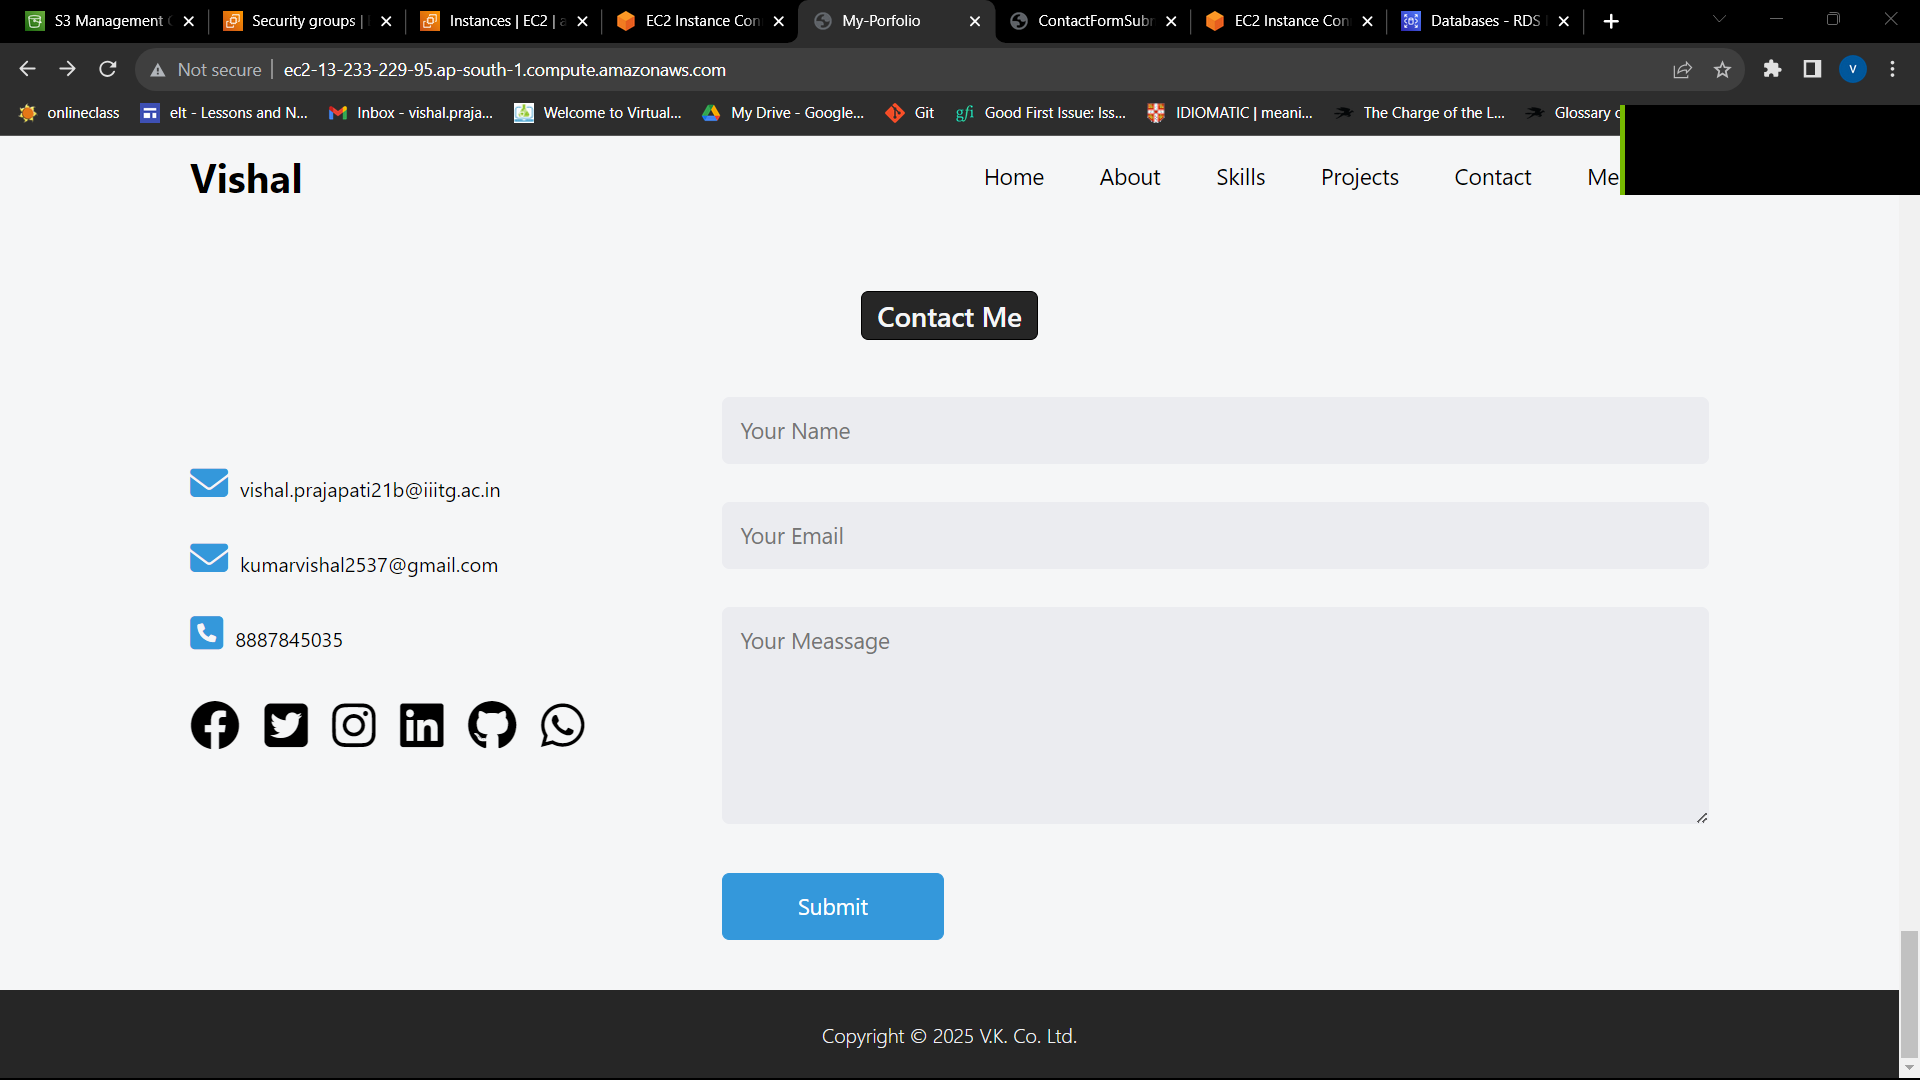 S3 Management
Security groups |
Instances | EC2 | a
EC2 Instance Con
My-Porfolio
ContactFormSubr
EC2 Instance Con
Databases - RDS
Not secure | ec2-13-233-229-95.ap-south-1.compute.amazonaws.com
V
onlineclass
elt - Lessons and N...
Inbox - vishal.praja...
Welcome to Virtual...
My Drive - Google...
Git
gfi Good First Issue: Iss...
IDIOMATIC | meani...
The Charge of the L...
Glossary
Vishal
Home About Skills Projects Contact Me
Contact Me
Your Name
vishal.prajapati21b@iiitg.ac.in
Your Email
kumarvishal2537@gmail.com
8887845035
Your Meassage
in
Submit
Copyright © 2025 V.K. Co. Ltd.